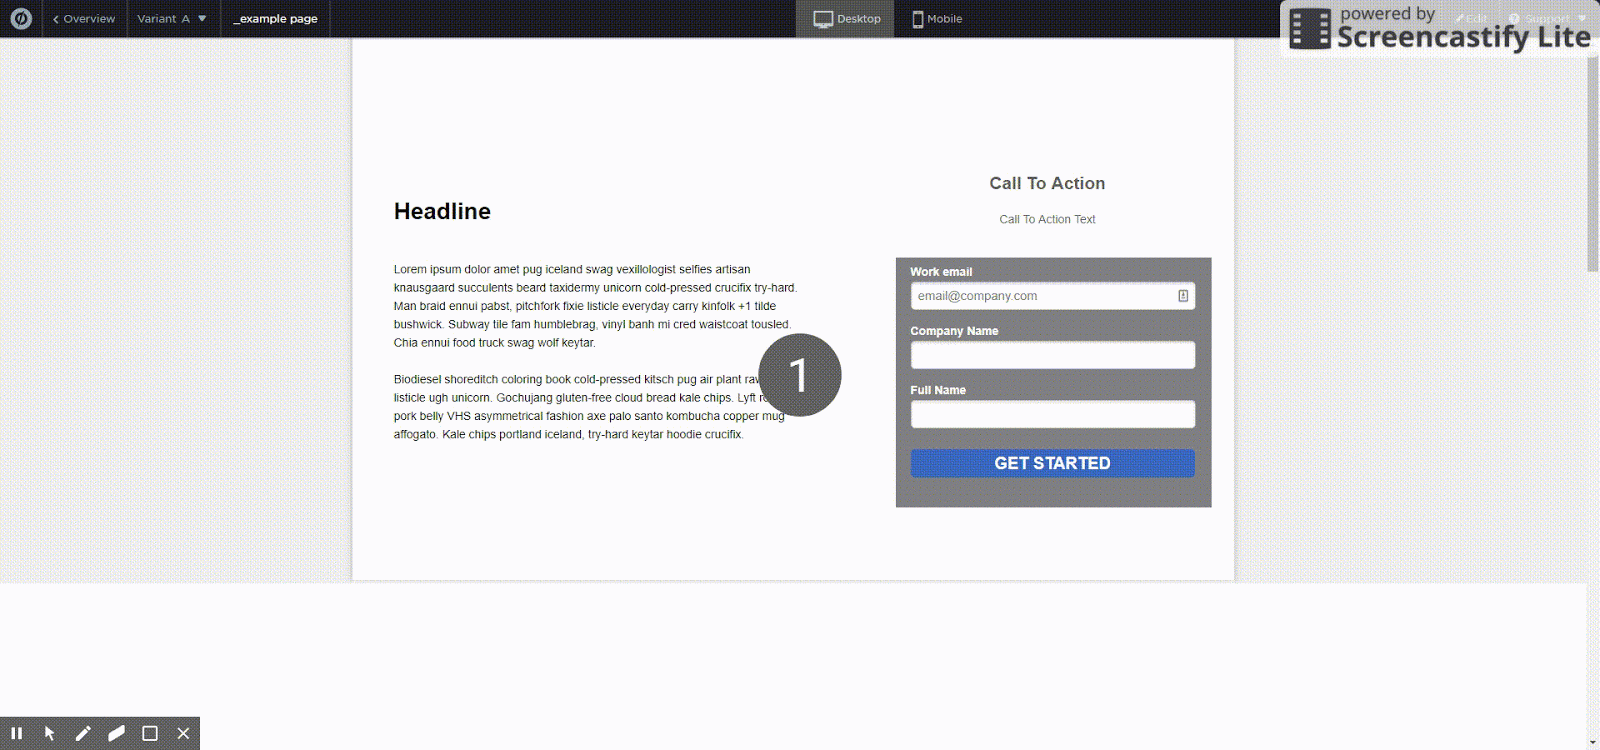 Overview
Variant A
_example page
Desktop
Mobile
Edit
Support
powered by
Screencastify Lite
Call To Action
Call To Action Text
Headline
Lorem ipsum dolor amet pug iceland swag vexillologist selfies artisan
knausgaard succulents beard taxidermy unicorn cold-pressed crucifix try-hard.
Man braid ennui pabst, pitchfork fixie listicle everyday carry kinfolk +1 tilde
bushwick. Subway tile fam humblebrag, vinyl banh mi cred waistcoat tousled.
Chia ennui food truck swag wolf keytar.
Biodiesel shoreditch coloring book cold-pressed kitsch pug air plant
listicle ugh unicorn. Gochujang gluten-free cloud bread kale chips. Lyft
pork belly VHS asymmetrical fashion axe palo santo kombucha copper mug
affogato. Kale chips portland iceland, try-hard keytar hoodie crucifix.
1
Work email
email@company.com
Company Name
Full Name
GET STARTED